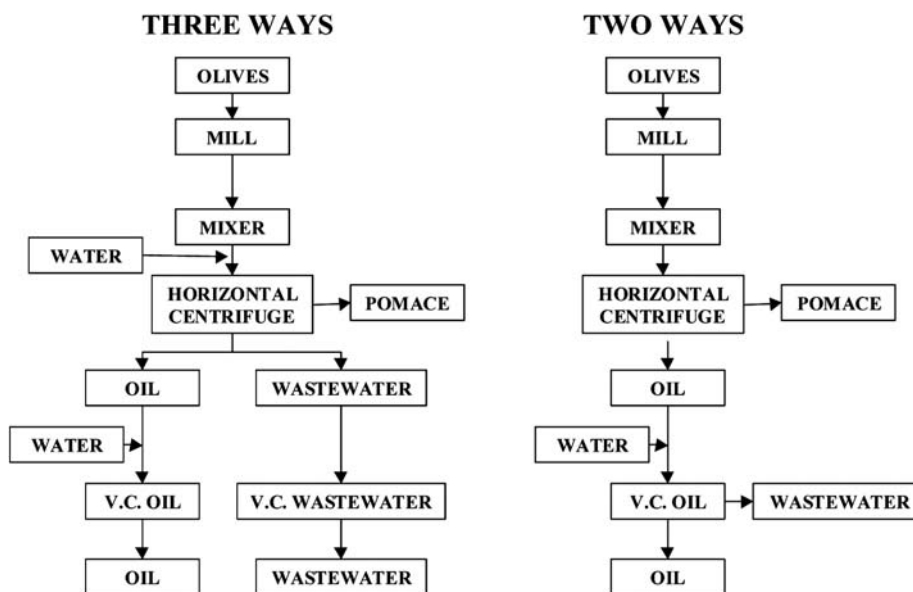 THREE WAYS
OLIVES
MILL
MIXER
WATER
HORIZONTAL
CENTRIFUGE
POMACE
OIL
WASTEWATER
WATER
V.C. OIL
V.C. WASTEWATER
OIL
WASTEWATER
TWO WAYS
OLIVES
MILL
MIXER
HORIZONTAL
CENTRIFUGE
POMACE
OIL
WATER
V.C. OIL
WASTEWATER
OIL